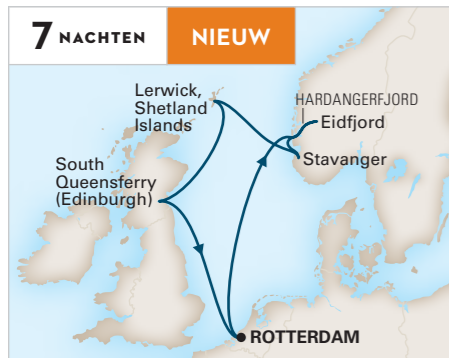 7 NACHTEN
NIEUW
Lerwick,
Shetland
Islands
HARDANGERFJORD
Eidfjord
Stavanger
South
Queensferry
(Edinburgh)
ROTTERDAM